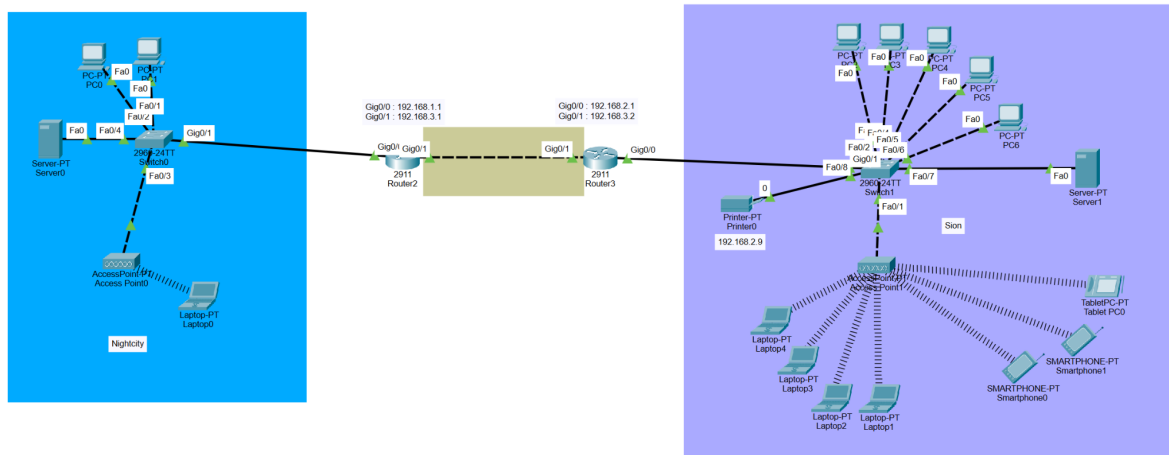 PC-PT
PC0
Fa0
PC-PT
PC1
Fa0
Fa0/1
Fa0/2
Server-PT
Server0
Fa0
Fa0/4
2960-24TT
Switch0
Gig0/1
Fa0/3
AccessPoint-PT
Access Point0
Laptop-PT
Laptop0
Nightcity
Gig0/0 : 192.168.1.1
Gig0/1 : 192.168.3.1
Gig0/0 : 192.168.2.1
Gig0/1 : 192.168.3.2
Gig0/1
2911
Router2
Gig0/1
2911
Router3
Gig0/0
Fa0
PC-PT
PC3
Fa0
PC-PT
PC4
Fa0
PC-PT
PC5
Fa0
PC-PT
PC6
Fa0
Fa0/5
Fa0/2
Fa0/6
Gig0/1
Fa0/8
2960-24TT
Switch1
Fa0/7
Fa0
Server-PT
Server1
0
Printer-PT
Printer0
192.168.2.9
Fa0/1
Sion
AccessPoint-PT
Access Point1
TabletPC-PT
Tablet PC0
SMARTPHONE-PT
Smartphone1
SMARTPHONE-PT
Smartphone0
Laptop-PT
Laptop4
Laptop-PT
Laptop3
Laptop-PT
Laptop2
Laptop-PT
Laptop1